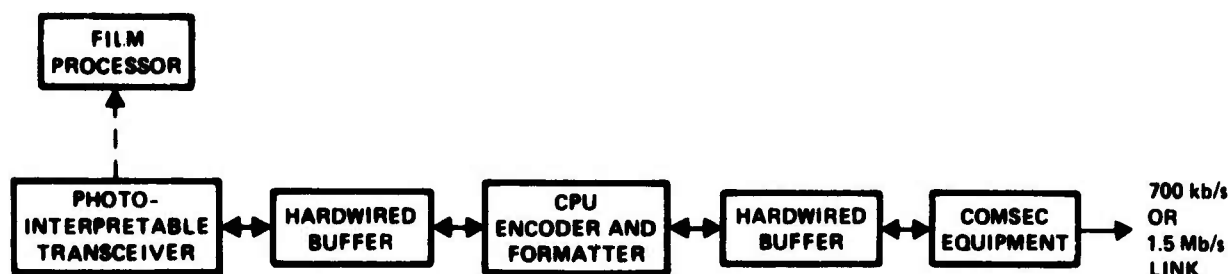 FILM
PROCESSOR
PHOTO-
INTERPRETABLE
TRANSCEIVER
HARDWIRED
BUFFER
CPU
ENCODER AND
FORMATTER
HARDWIRED
BUFFER
COMSEC
EQUIPMENT
700 kb/s
OR
1.5 Mb/s
LINK